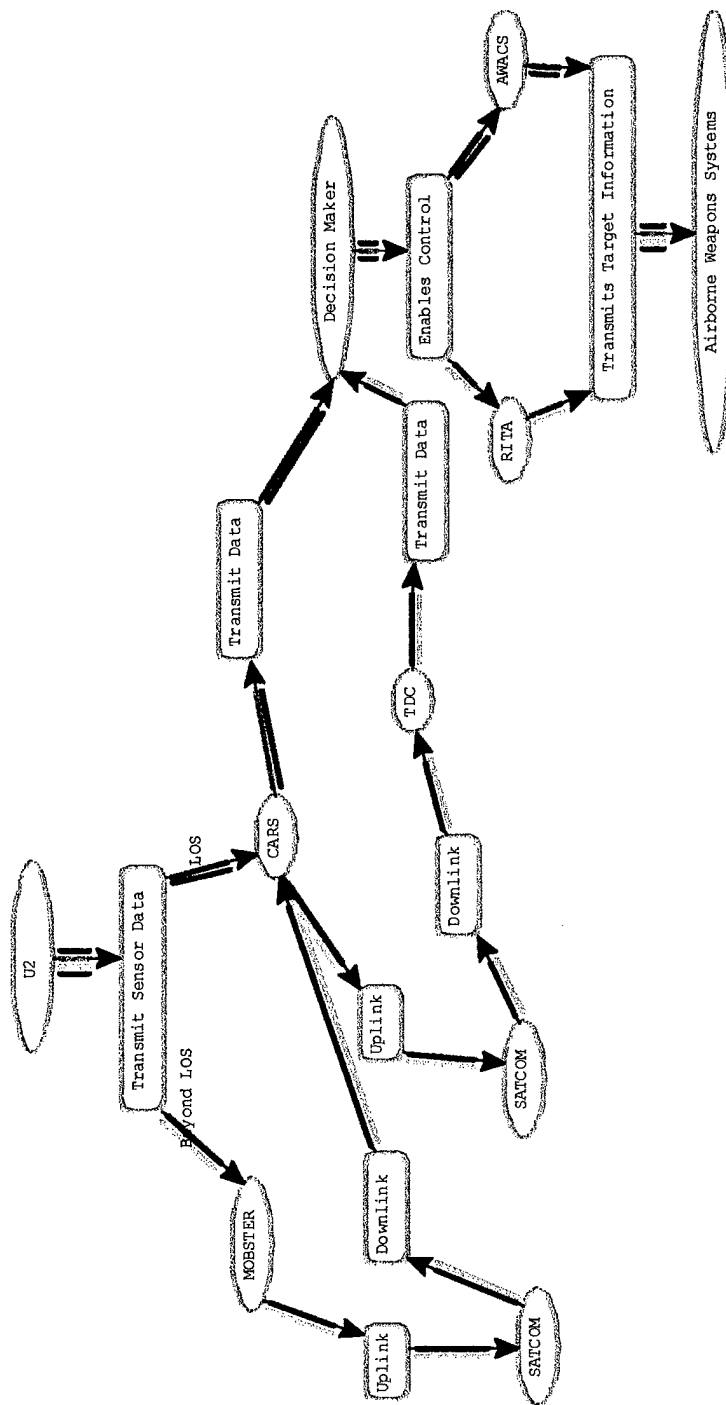 U2
Transmit Sensor Data
Beyond LOS
LOS
MOBSTER
CARS
Uplink
SATCOM
Downlink
Uplink
SATCOM
Downlink
TDC
Transmit Data
Transmit Data
Decision Maker
Enables Control
RITA
AWACS
Transmits Target Information
Airborne Weapons Systems